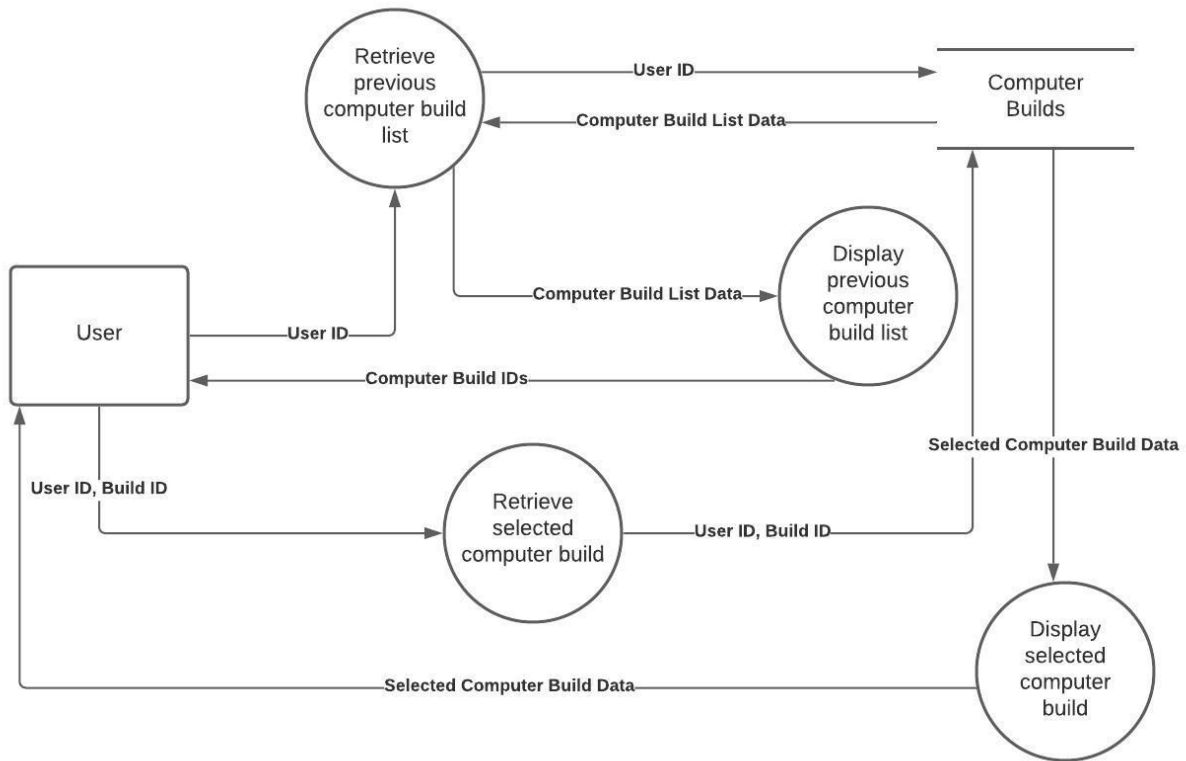 Retrieve
previous
computer build
list
User ID
Computer
Builds
Computer Build List Data
Display
previous
computer
build list
Computer Build List Data
User
User ID
Computer Build IDs
Selected Computer Build Data
User ID, Build ID
Retrieve
selected
computer build
User ID, Build ID
Display
selected
computer
build
Selected Computer Build Data